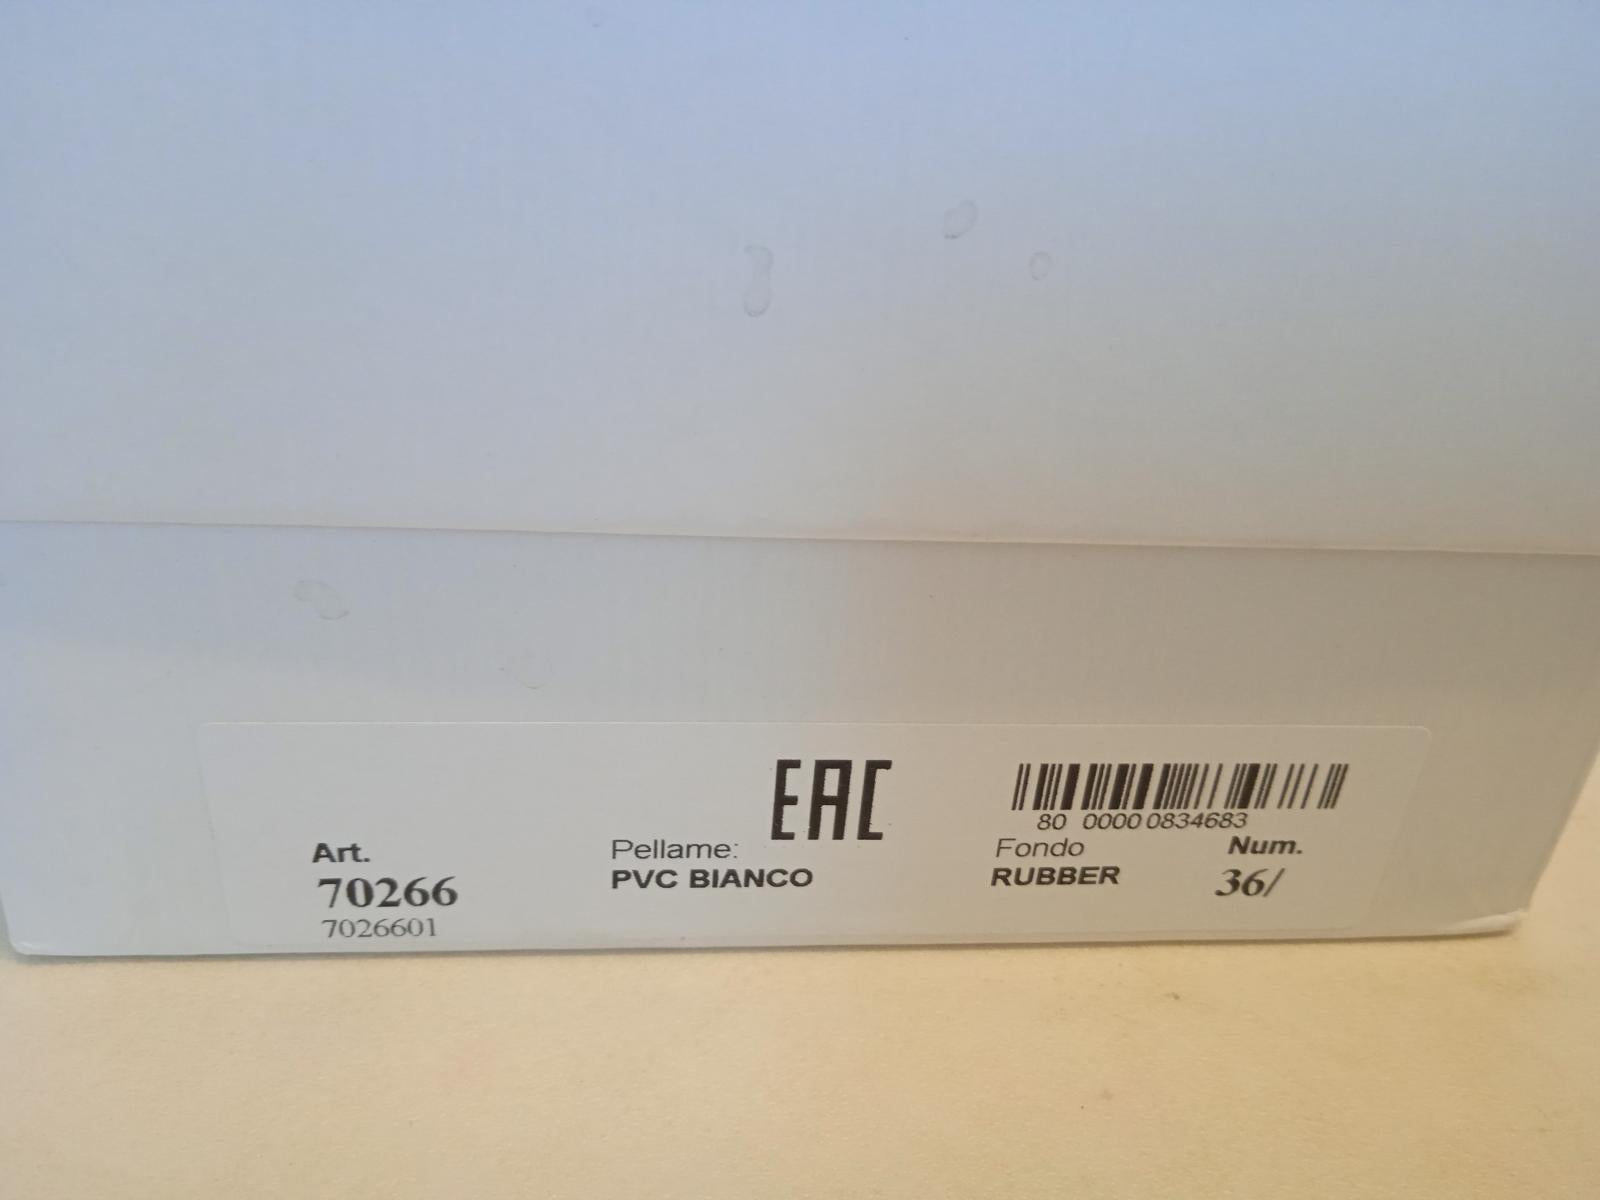 EAC
80 0000 0834683
Art.
70266
7026601
Pellame:
PVC BIANCO
Fondo
RUBBER
Num.
36/